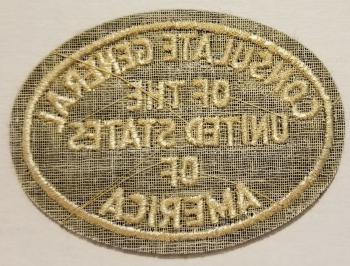 CONSULATE GENERAL
OF THE
UNITED STATES
OF
AMERICA